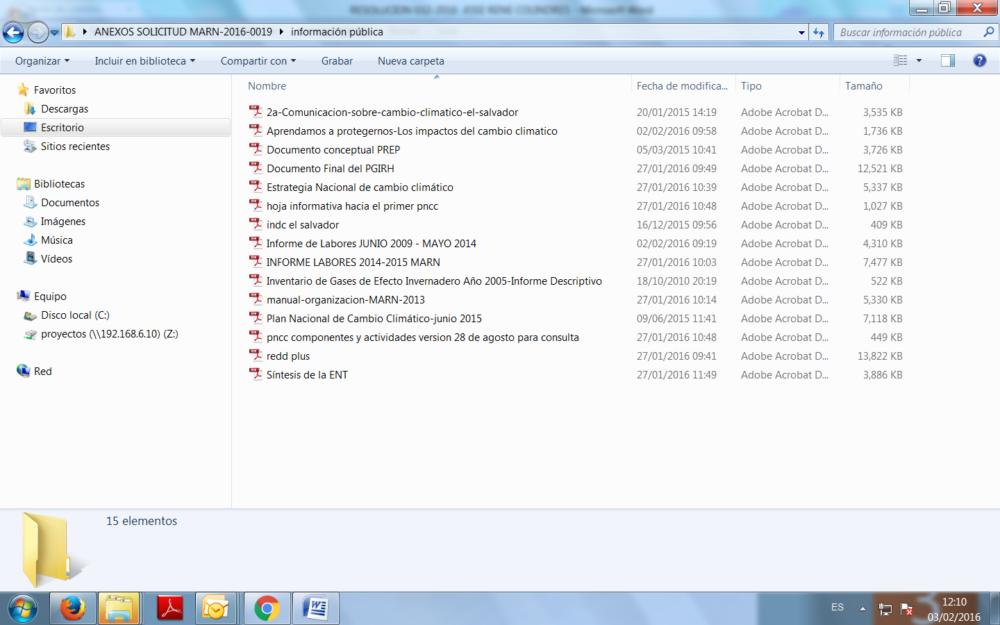 RESOLUCION 032-2016 JOSE RENE COLINDRES - Microsoft Word
ANEXOS SOLICITUD MARN-2016-0019 información pública
Buscar información pública
Organizar Incluir en biblioteca Compartir con Grabar Nueva carpeta
Nombre Fecha de modifica... Tipo Tamaño
Favoritos
Descargas
Escritorio
Sitios recientes
Bibliotecas
Documentos
Imágenes
Música
Vídeos
Equipo
Disco local (C:)
proyectos (\\192.168.6.10) (Z:)
Red
2a-Comunicacion-sobre-cambio-climatico-el-salvador 20/01/2015 14:19 Adobe Acrobat D... 3,535 KB
Aprendamos a protegernos-Los impactos del cambio climatico 02/02/2016 09:58 Adobe Acrobat D... 1,736 KB
Documento conceptual PREP 05/03/2015 10:41 Adobe Acrobat D... 3,726 KB
Documento Final del PGIRH 27/01/2016 09:49 Adobe Acrobat D... 12,521 KB
Estrategia Nacional de cambio climático 27/01/2016 10:39 Adobe Acrobat D... 5,337 KB
hoja informativa hacia el primer pncc 27/01/2016 10:48 Adobe Acrobat D... 1,027 KB
indc el salvador 16/12/2015 09:56 Adobe Acrobat D... 409 KB
Informe de Labores JUNIO 2009 - MAYO 2014 02/02/2016 09:19 Adobe Acrobat D... 4,310 KB
INFORME LABORES 2014-2015 MARN 27/01/2016 10:03 Adobe Acrobat D... 7,477 KB
Inventario de Gases de Efecto Invernadero Año 2005-Informe Descriptivo 18/10/2010 20:19 Adobe Acrobat D... 522 KB
manual-organizacion-MARN-2013 27/01/2016 10:14 Adobe Acrobat D... 5,330 KB
Plan Nacional de Cambio Climático-junio 2015 09/06/2015 11:41 Adobe Acrobat D... 7,118 KB
pncc componentes y actividades version 28 de agosto para consulta 27/01/2016 10:48 Adobe Acrobat D... 449 KB
redd plus 27/01/2016 09:41 Adobe Acrobat D... 13,822 KB
Síntesis de la ENT 27/01/2016 11:49 Adobe Acrobat D... 3,886 KB
15 elementos
ES
12:10
03/02/2016